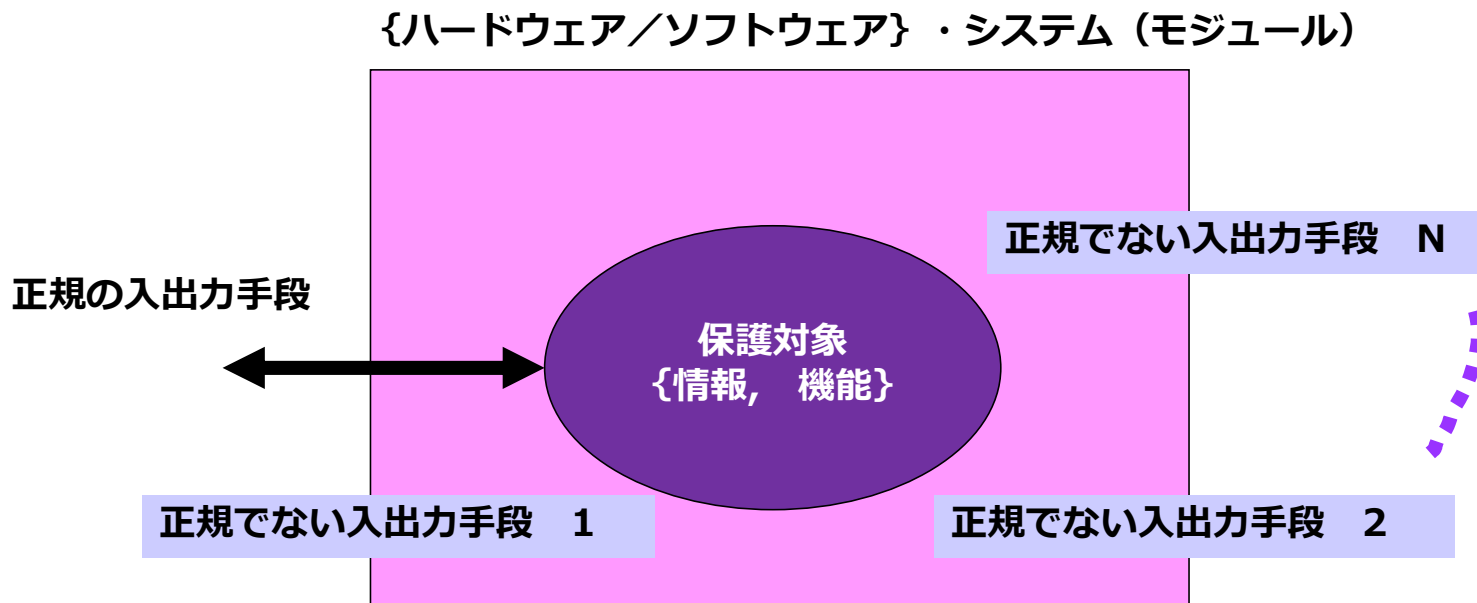 {ハードウェア／ソフトウェア}・システム（モジュール）
正規でない入出力手段　N
正規の入出力手段
保護対象
{情報,　機能}
正規でない入出力手段　1
正規でない入出力手段　2